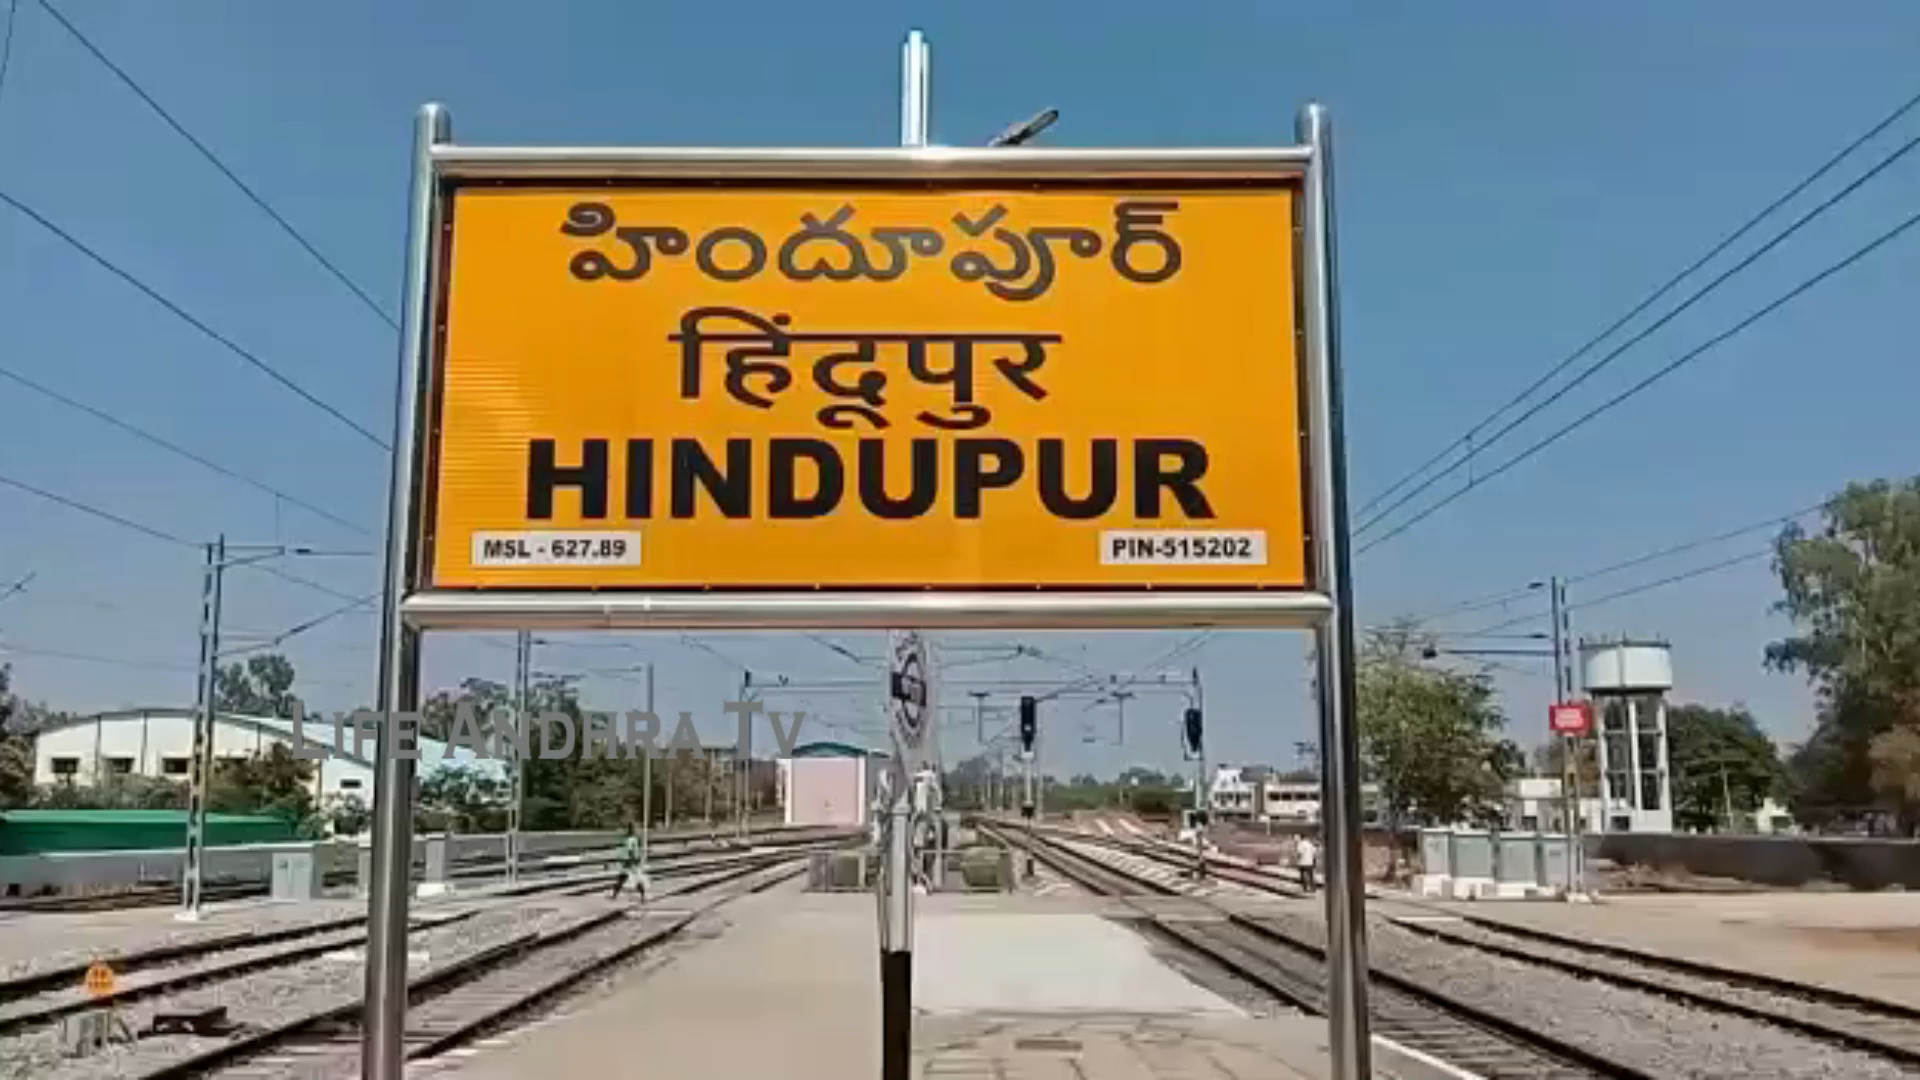 హిందూపూర్
हिंदूपुर
HINDUPUR
MSL - 627.89
PIN-515202
LIFE ANDHRA TV